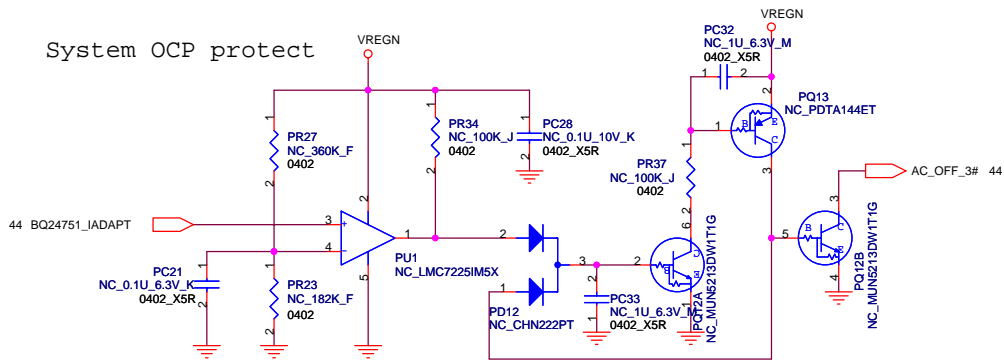 System OCP protect
VREGN
PR27
NC_360K_F
0402
1
2
PR34
NC_100K_J
0402
1
2
PC28
NC_0.1U_10V_K
0402_X5R
1
2
PC32
NC_1U_6.3V_M
0402_X5R
1
2
VREGN
PQ13
NC_PDTA144ET
2
1
3
B
E
C
PR37
NC_100K_J
0402
1
2
44 BQ24751_IADAPT
3
4
+
-
2
5
1
PU1
NC_LMC7225IM5X
PC21
NC_0.1U_6.3V_K
0402_X5R
1
2
PR23
NC_182K_F
0402
1
2
2
1
3
PD12
NC_CHN222PT
PC33
NC_1U_6.3V_M
0402_X5R
1
2
2
6
1
B
C
E
PQ12A
NC_MUN5213DW1T1G
5
3
4
B
C
E
PQ12B
NC_MUN5213DW1T1G
AC_OFF_3# 44